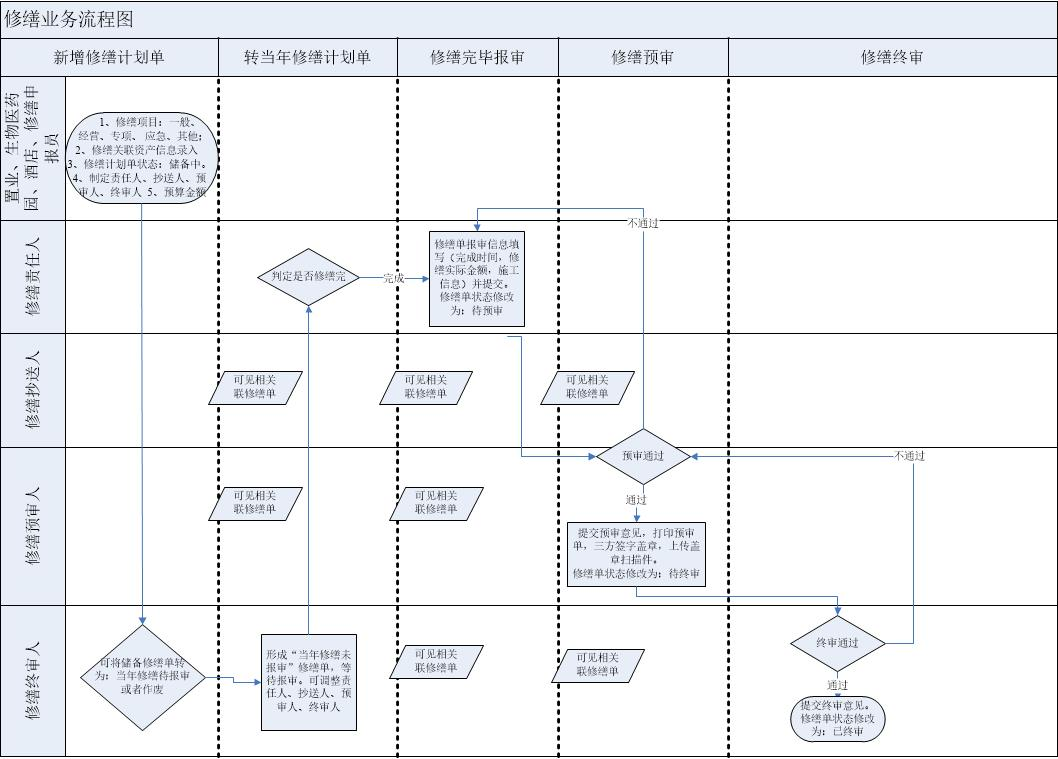 修缮业务流程图
新增修缮计划单
转当年修缮计划单
修缮完毕报审
修缮预审
修缮终审
置业、生物医药
园、酒店、修缮申
报员
1、修缮项目：一般、
经营、专项、应急、其他；
2、修缮关联资产信息录入
3、修缮计划单状态：储备中。
4、制定责任人、抄送人、预
审人、终审人 5、预算金额
不通过
修缮责任人
判定是否修缮完
完成
修缮单报审信息填
写（完成时间，修
缮实际金额，施工
信息）并提交。
修缮单状态修改
为：待预审
修缮抄送人
可见相关
联修缮单
可见相关
联修缮单
可见相关
联修缮单
预审通过
不通过
修缮预审人
可见相关
联修缮单
可见相关
联修缮单
通过
提交预审意见，打印预审
单，三方签字盖章，上传盖
章扫描件。
修缮单状态修改为：待终审
修缮终审人
可将储备修缮单转
为：当年修缮待报审
或者作废
形成“当年修缮未
报审”修缮单，等
待报审。可调整责
任人、抄送人、预
审人、终审人
可见相关
联修缮单
可见相关
联修缮单
终审通过
通过
提交终审意见。
修缮单状态修改
为：已终审